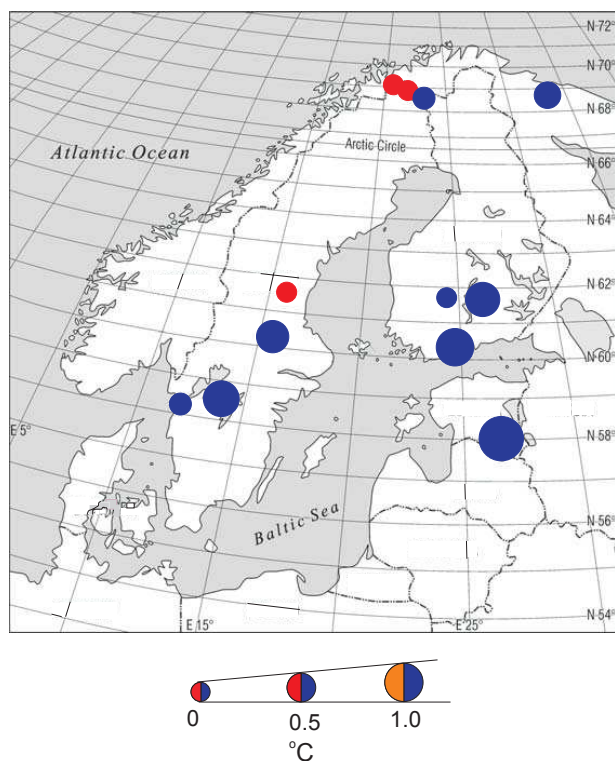 N 72°
N 70°
N 68°
Atlantic Ocean
Arctic Circle
N 66°
N 64°
N 62°
N 60°
E 5°
N 58°
Baltic Sea
N 56°
N 54°
E 15°
E 25°
0
0.5
1.0
°C